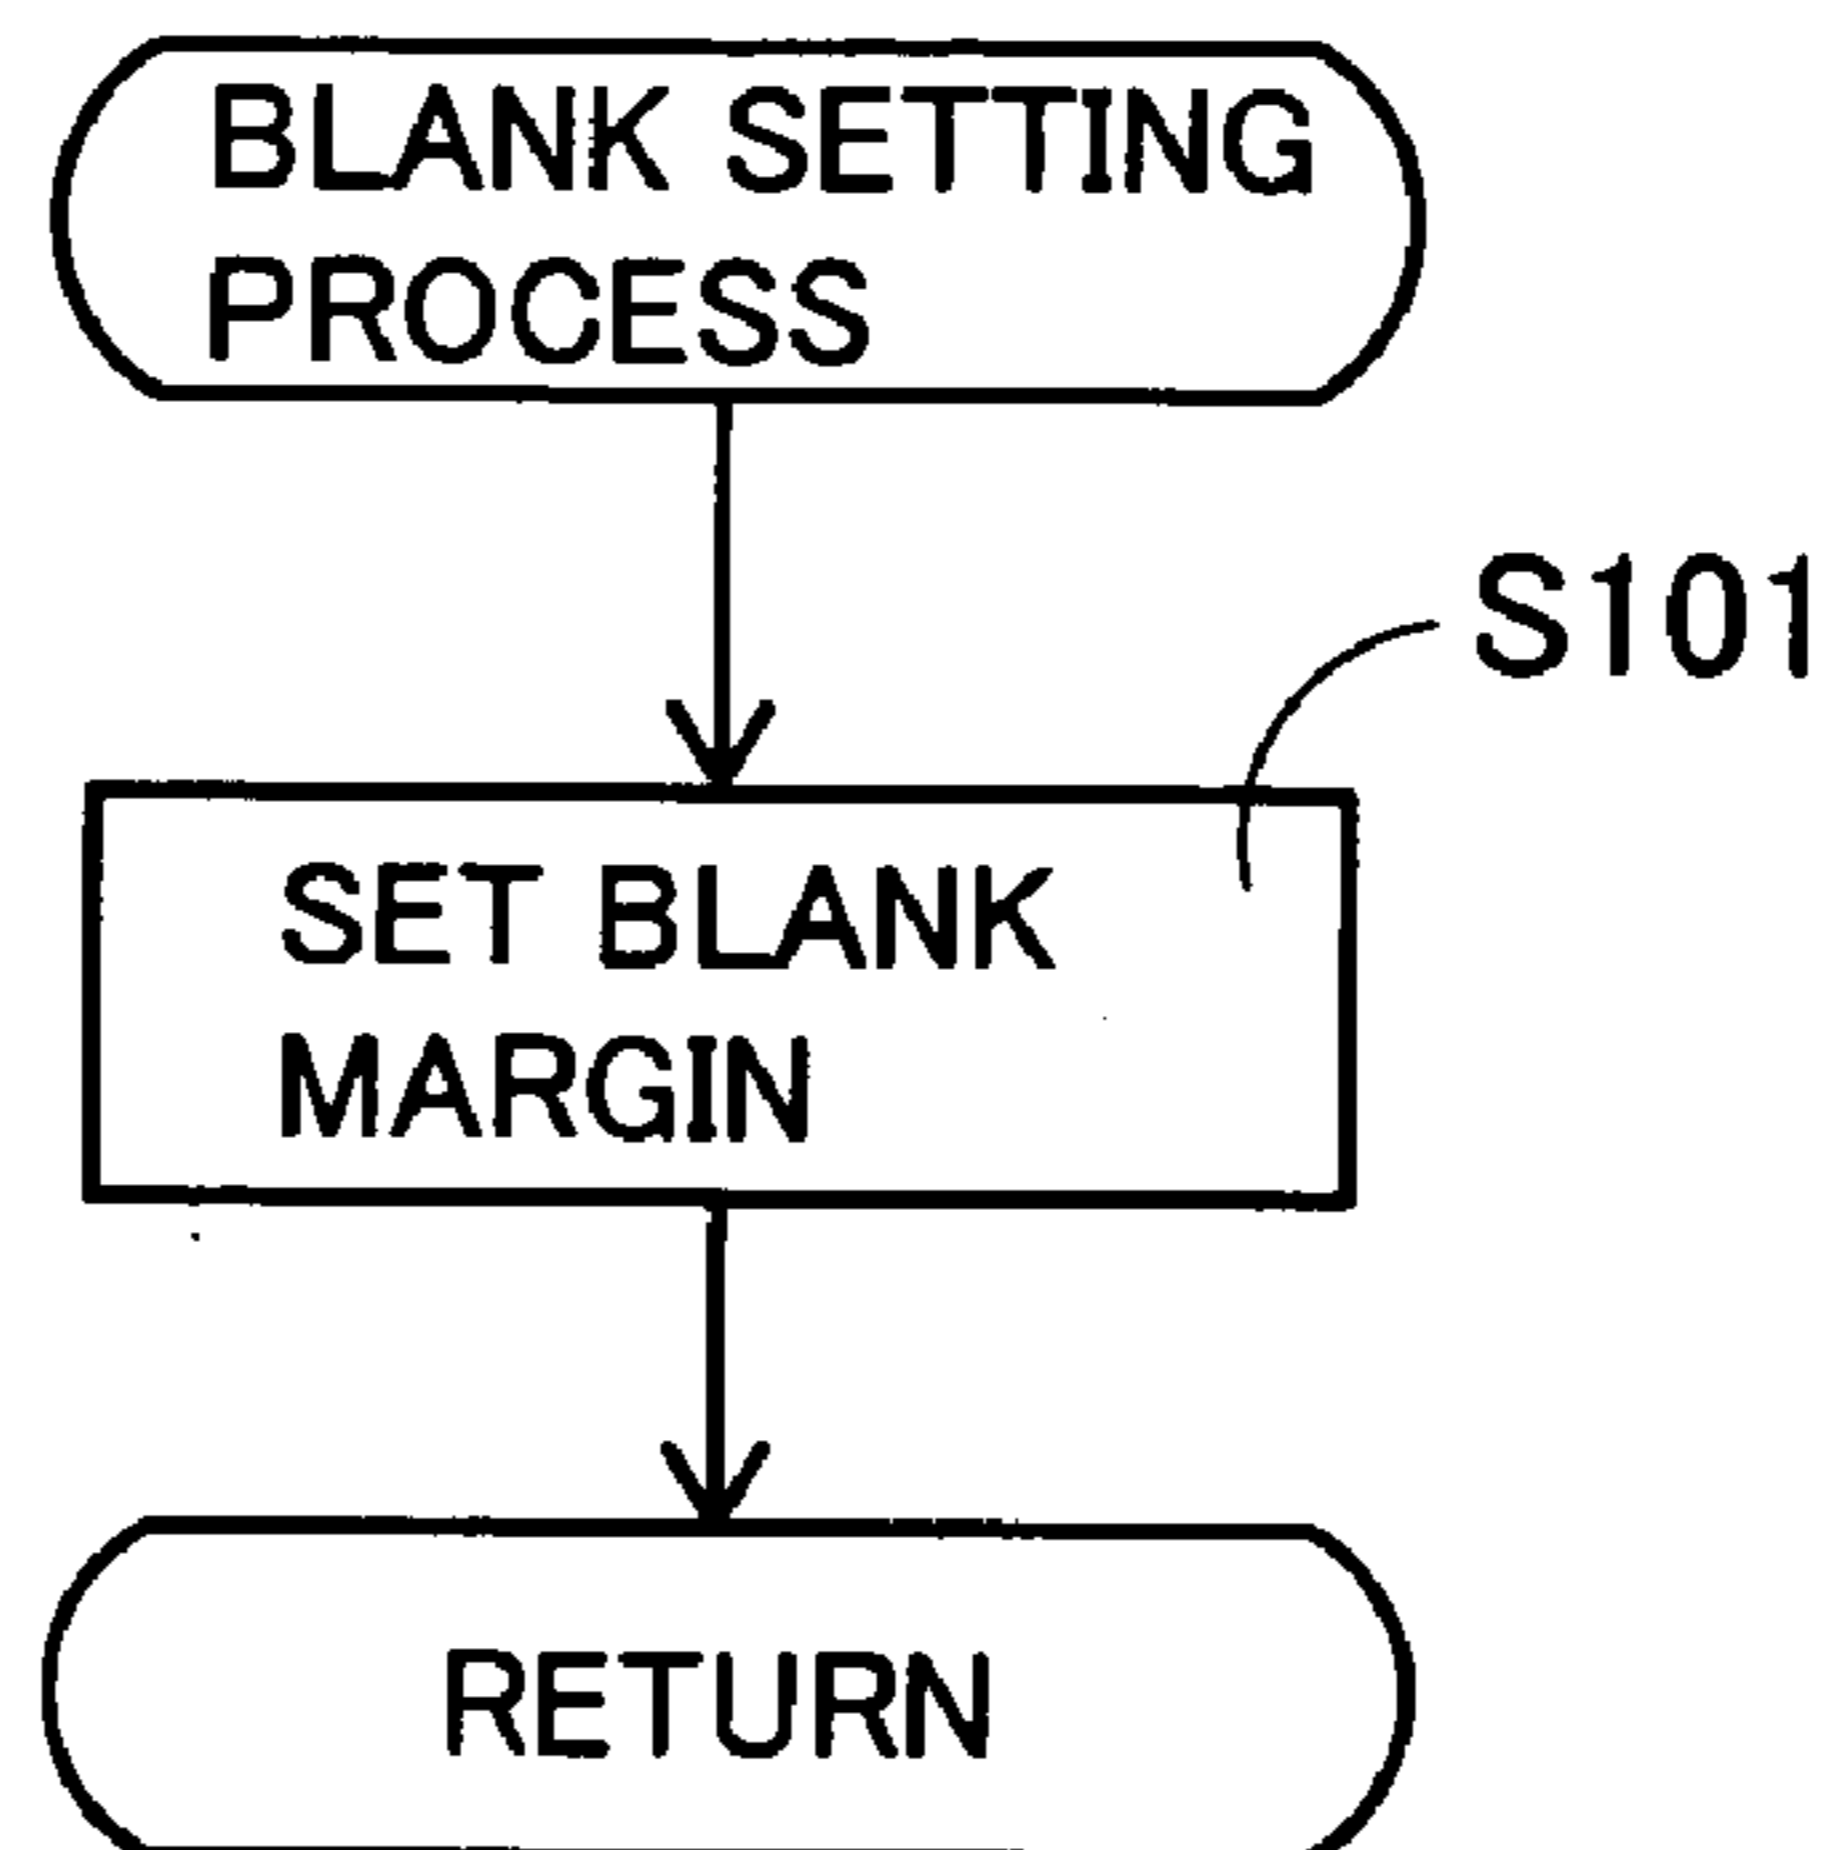 BLANK SETTING
PROCESS
S101
SET BLANK
MARGIN
RETURN